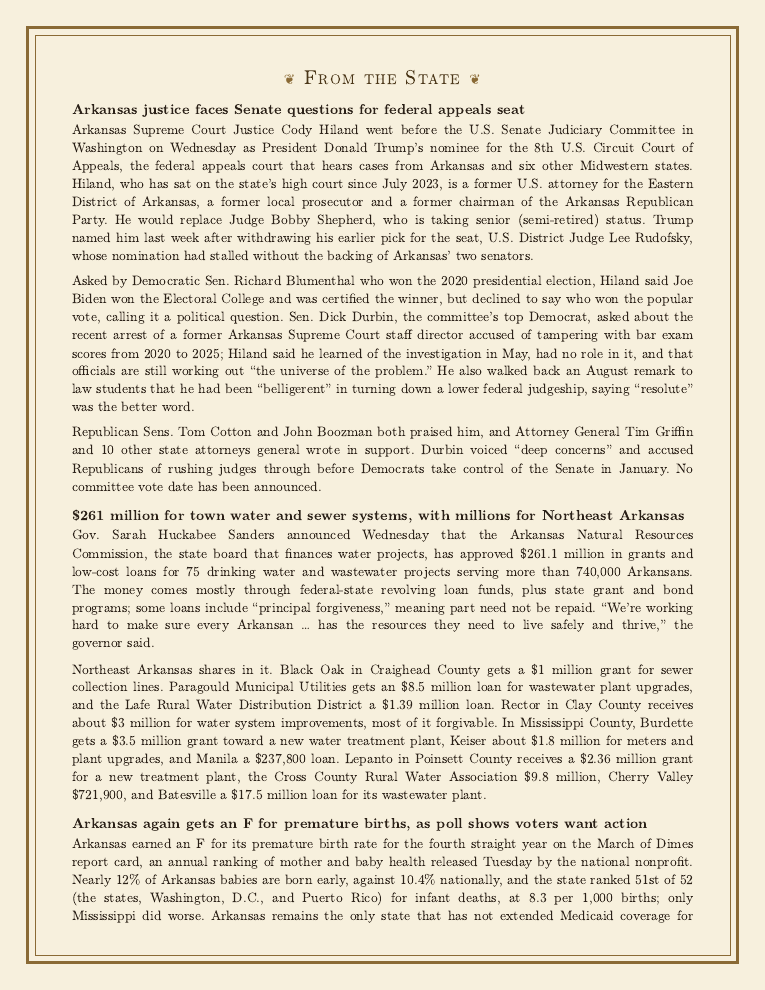 From the State
Arkansas justice faces Senate questions for federal appeals seat
Arkansas Supreme Court Justice Cody Hiland went before the U.S. Senate Judiciary Committee in
Washington on Wednesday as President Donald Trump's nominee for the 8th U.S. Circuit Court of
Appeals, the federal appeals court that hears cases from Arkansas and six other Midwestern states.
Hiland, who has sat on the state's high court since July 2023, is a former U.S. attorney for the Eastern
District of Arkansas, a former local prosecutor and a former chairman of the Arkansas Republican
Party. He would replace Judge Bobby Shepherd, who is taking senior (semi-retired) status. Trump
named him last week after withdrawing his earlier pick for the seat, U.S. District Judge Lee Rudofsky,
whose nomination had stalled without the backing of Arkansas' two senators.
Asked by Democratic Sen. Richard Blumenthal who won the 2020 presidential election, Hiland said Joe
Biden won the Electoral College and was certified the winner, but declined to say who won the popular
vote, calling it a political question. Sen. Dick Durbin, the committee's top Democrat, asked about the
recent arrest of a former Arkansas Supreme Court staff director accused of tampering with bar exam
scores from 2020 to 2025; Hiland said he learned of the investigation in May, had no role in it, and that
officials are still working out “the universe of the problem.” He also walked back an August remark to
law students that he had been “belligerent” in turning down a lower federal judgeship, saying “resolute”
was the better word.
Republican Sens. Tom Cotton and John Boozman both praised him, and Attorney General Tim Griffin
and 10 other state attorneys general wrote in support. Durbin voiced “deep concerns” and accused
Republicans of rushing judges through before Democrats take control of the Senate in January. No
committee vote date has been announced.
$261 million for town water and sewer systems, with millions for Northeast Arkansas
Gov. Sarah Huckabee Sanders announced Wednesday that the Arkansas Natural Resources
Commission, the state board that finances water projects, has approved $261.1 million in grants and
low-cost loans for 75 drinking water and wastewater projects serving more than 740,000 Arkansans.
The money comes mostly through federal-state revolving loan funds, plus state grant and bond
programs; some loans include “principal forgiveness,” meaning part need not be repaid. “We're working
hard to make sure every Arkansan … has the resources they need to live safely and thrive,” the
governor said.
Northeast Arkansas shares in it. Black Oak in Craighead County gets a $1 million grant for sewer
collection lines. Paragould Municipal Utilities gets an $8.5 million loan for wastewater plant upgrades,
and the Lafe Rural Water Distribution District a $1.39 million loan. Rector in Clay County receives
about $3 million for water system improvements, most of it forgivable. In Mississippi County, Burdette
gets a $3.5 million grant toward a new water treatment plant, Keiser about $1.8 million for meters and
plant upgrades, and Manila a $237,800 loan. Lepanto in Poinsett County receives a $2.36 million grant
for a new treatment plant, the Cross County Rural Water Association $9.8 million, Cherry Valley
$721,900, and Batesville a $17.5 million loan for its wastewater plant.
Arkansas again gets an F for premature births, as poll shows voters want action
Arkansas earned an F for its premature birth rate for the fourth straight year on the March of Dimes
report card, an annual ranking of mother and baby health released Tuesday by the national nonprofit.
Nearly 12% of Arkansas babies are born early, against 10.4% nationally, and the state ranked 51st of 52
(the states, Washington, D.C., and Puerto Rico) for infant deaths, at 8.3 per 1,000 births; only
Mississippi did worse. Arkansas remains the only state that has not extended Medicaid coverage for